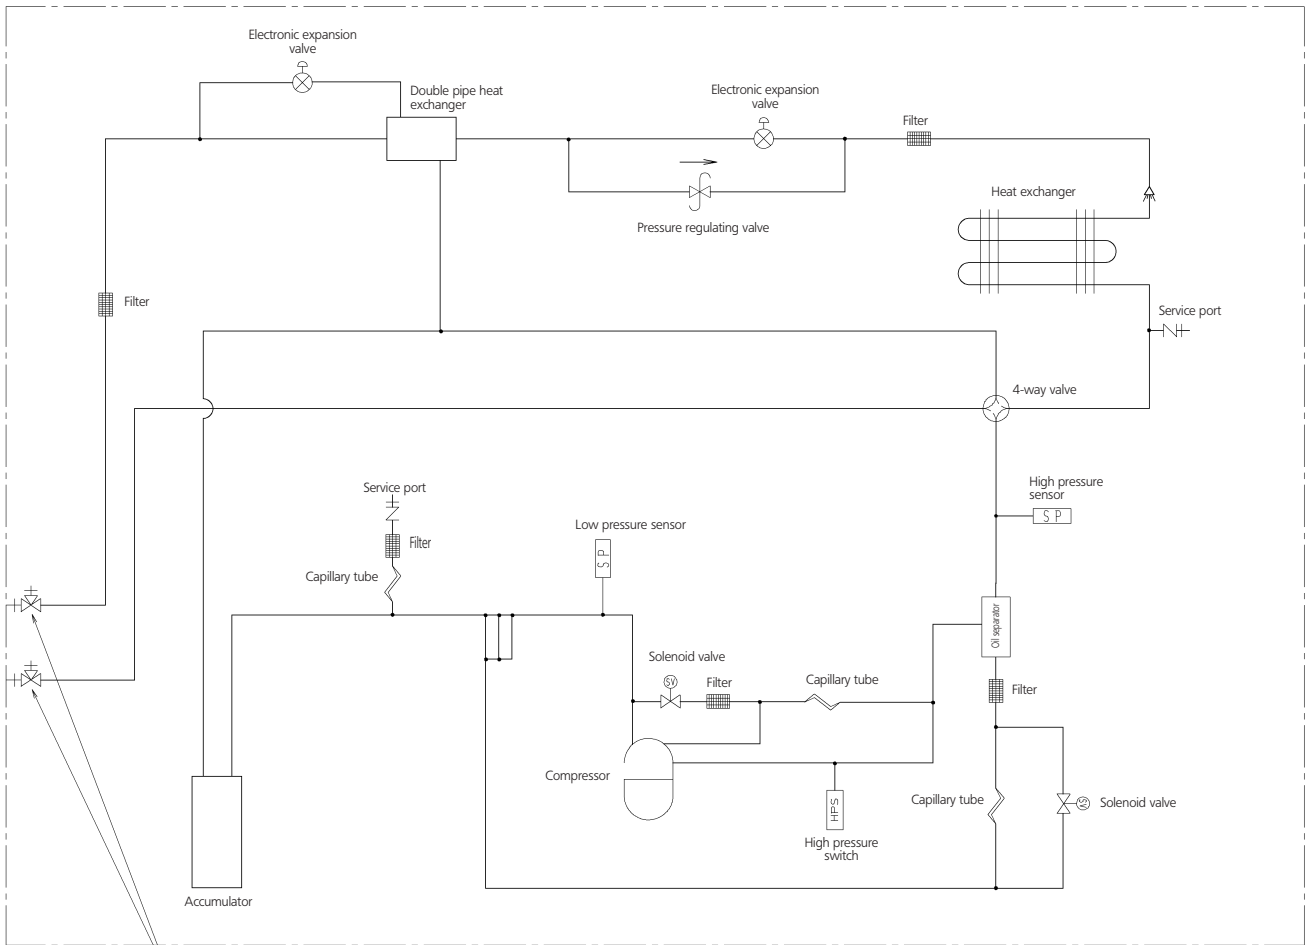 Electronic expansion
valve
Double pipe heat
exchanger
Electronic expansion
valve
Filter
Heat exchanger
Pressure regulating valve
Filter
Service port
4-way valve
High pressure
sensor
S P
Service port
Filter
Capillary tube
Low pressure sensor
S P
Oil separator
Solenoid valve
SV
Filter
Capillary tube
Filter
Compressor
HPS
High pressure
switch
Capillary tube
SV
Solenoid valve
Accumulator